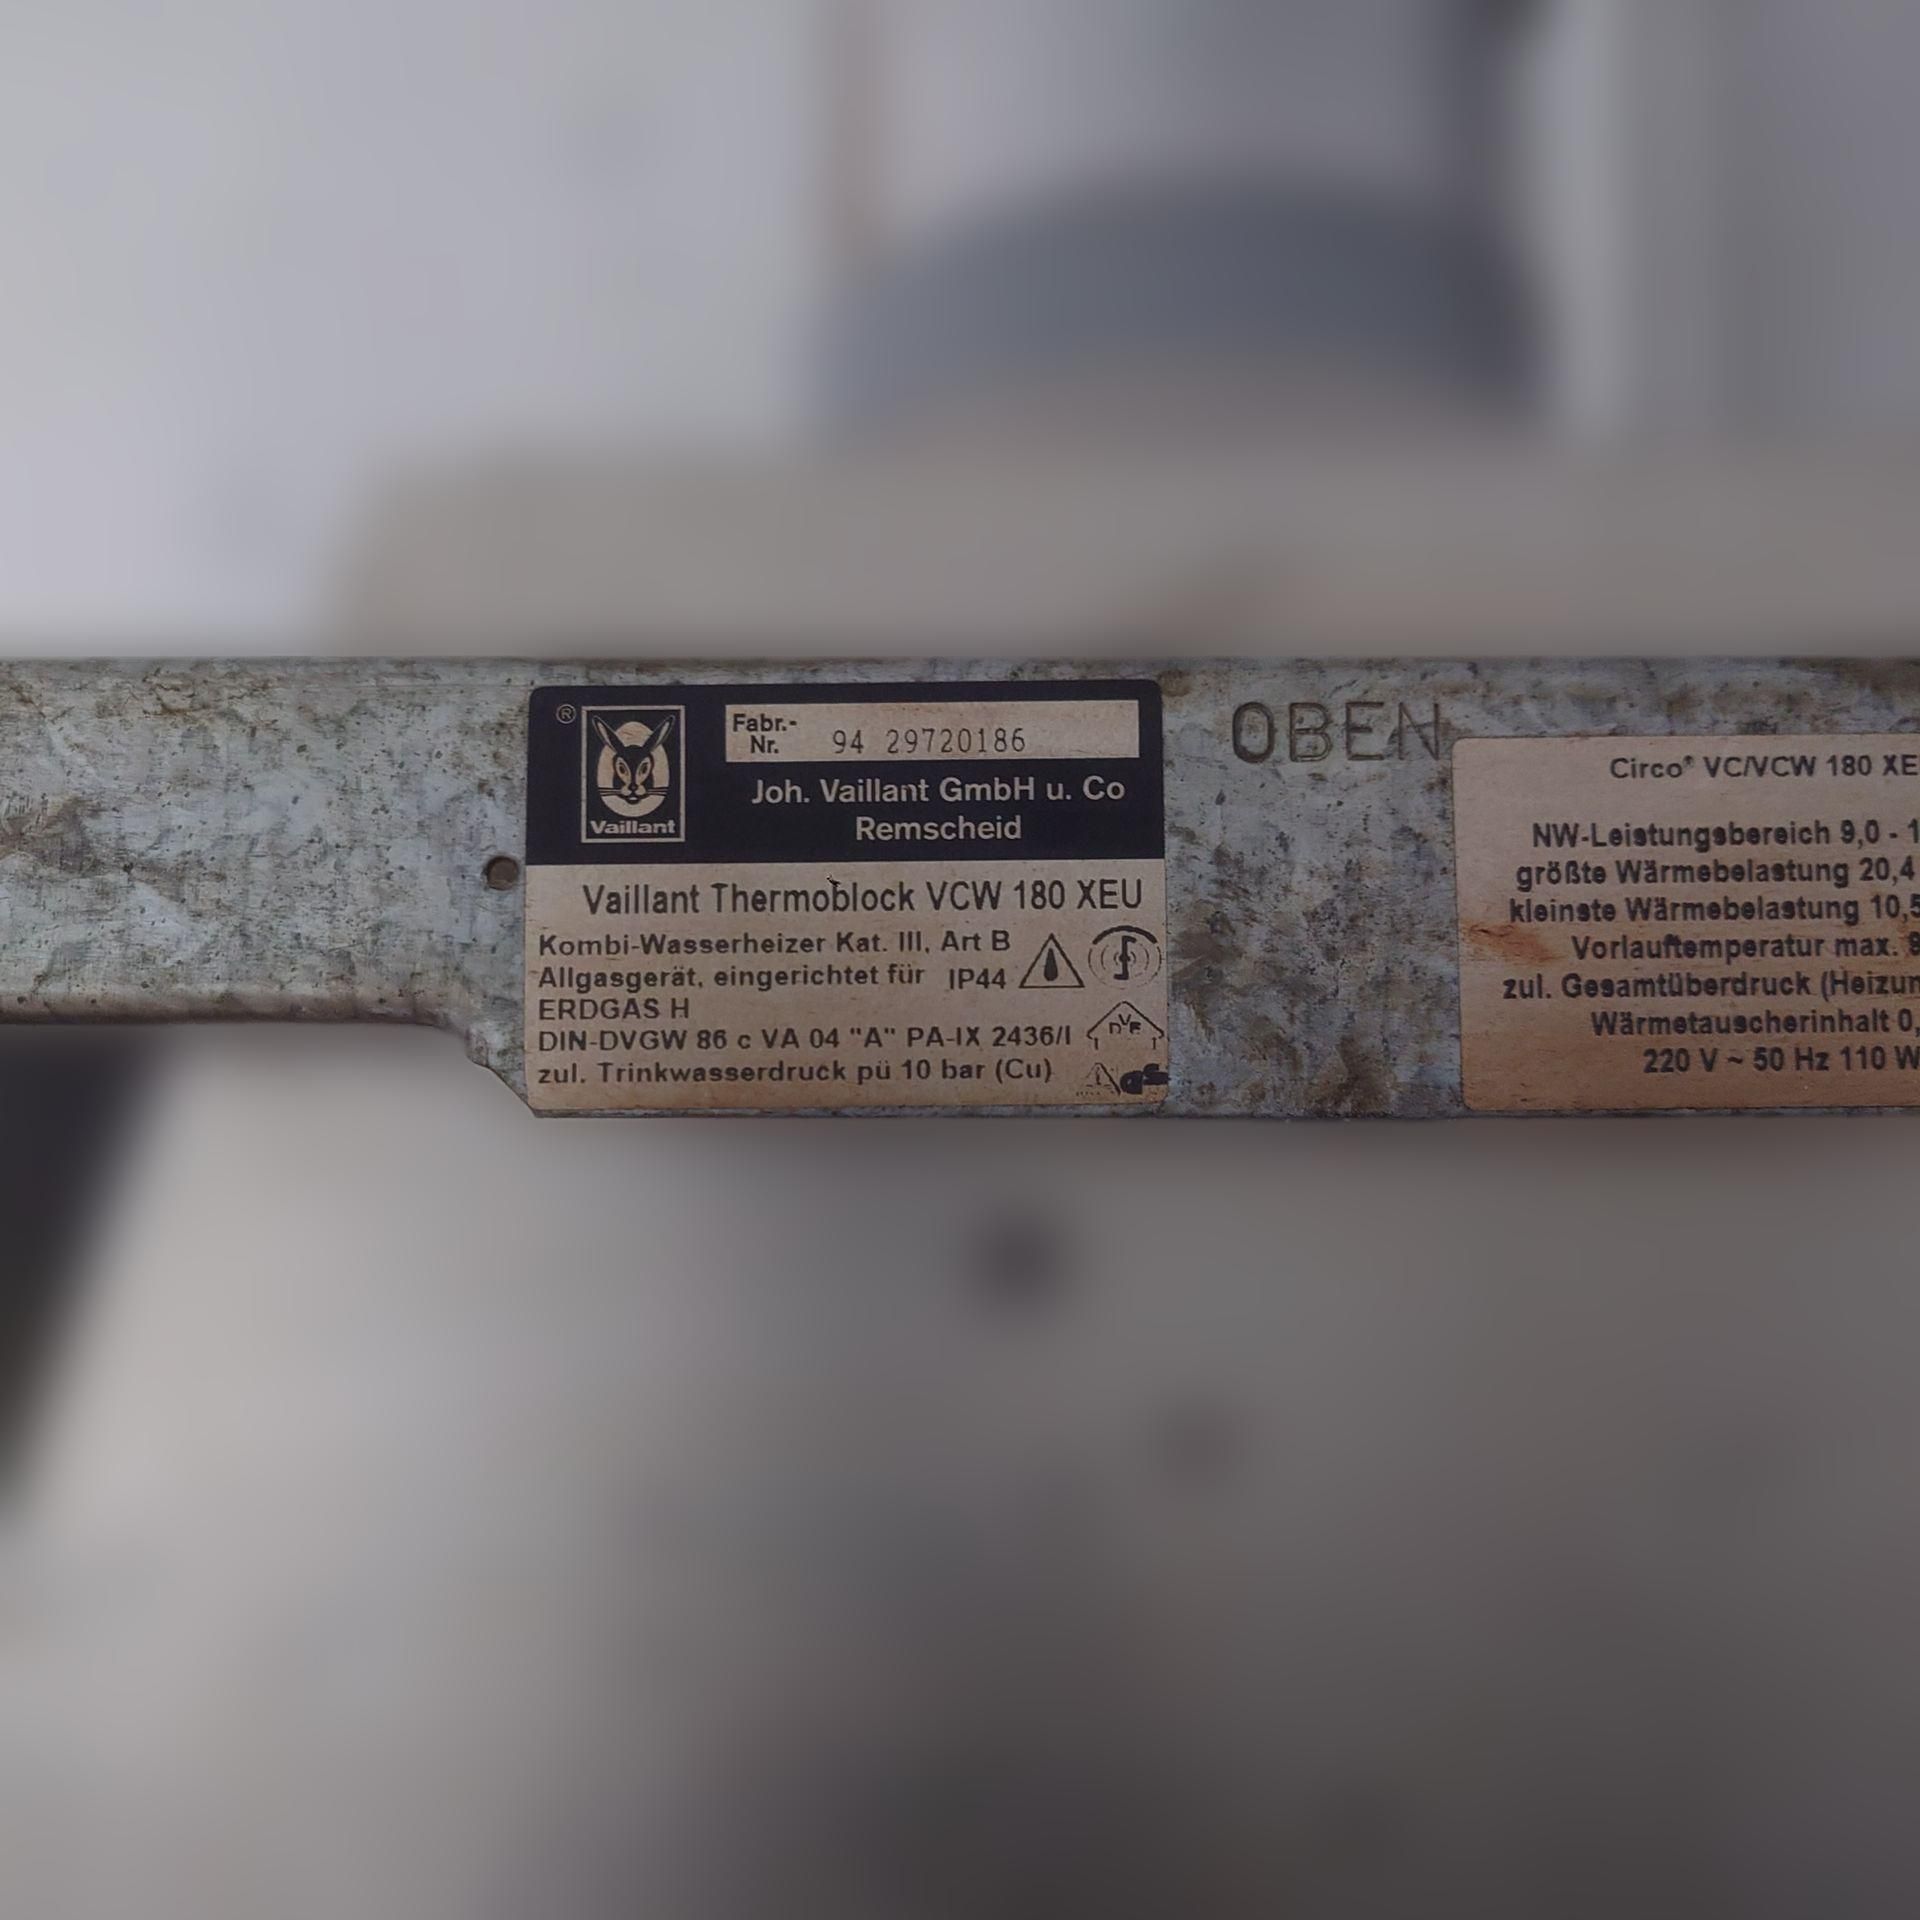 ®
Vaillant
Fabr.-
Nr. 94 29720186
Joh. Vaillant GmbH u. Co
Remscheid
Vaillant Thermoblock VCW 180 XEU
Kombi-Wasserheizer Kat. III, Art B
Allgasgerät, eingerichtet für IP44
ERDGAS H
DIN-DVGW 86 c VA 04 "A" PA-IX 2436/I
zul. Trinkwasserdruck pü 10 bar (Cu)
DVE
OBEN
Circo® VC/VCW 180 XE
NW-Leistungsbereich 9,0 - 1
größte Wärmebelastung 20,4
kleinste Wärmebelastung 10,5
Vorlauftemperatur max.
zul. Gesamtüberdruck (Heizun
Wärmetauscherinhalt 0,
220 V ~ 50 Hz 110 W